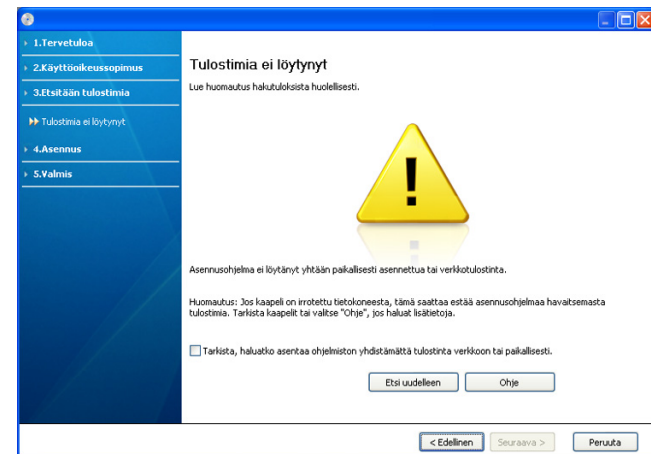 1.Tervetuloa
2.Käyttöoikeussopimus
3.Etsitään tulostimia
Tulostimia ei löytynyt
4.Asennus
5.Valmis
Tulostimia ei löytynyt
Lue huomautus hakutuloksista huolellisesti.
Asennusohjelma ei löytänyt yhtään paikallisesti asennettua tai verkkotulostinta.
Huomautus: Jos kaapeli on irrotettu tietokoneesta, tämä saattaa estää asennusohjelmaa havaitsemasta
tulostimia. Tarkista kaapelit tai valitse "Ohje", jos haluat lisätietoja.
Tarkista, haluatko asentaa ohjelmiston yhdistämättä tulostinta verkkoon tai paikallisesti.
Etsi uudelleen
Ohje
< Edellinen
Seuraava >
Peruuta